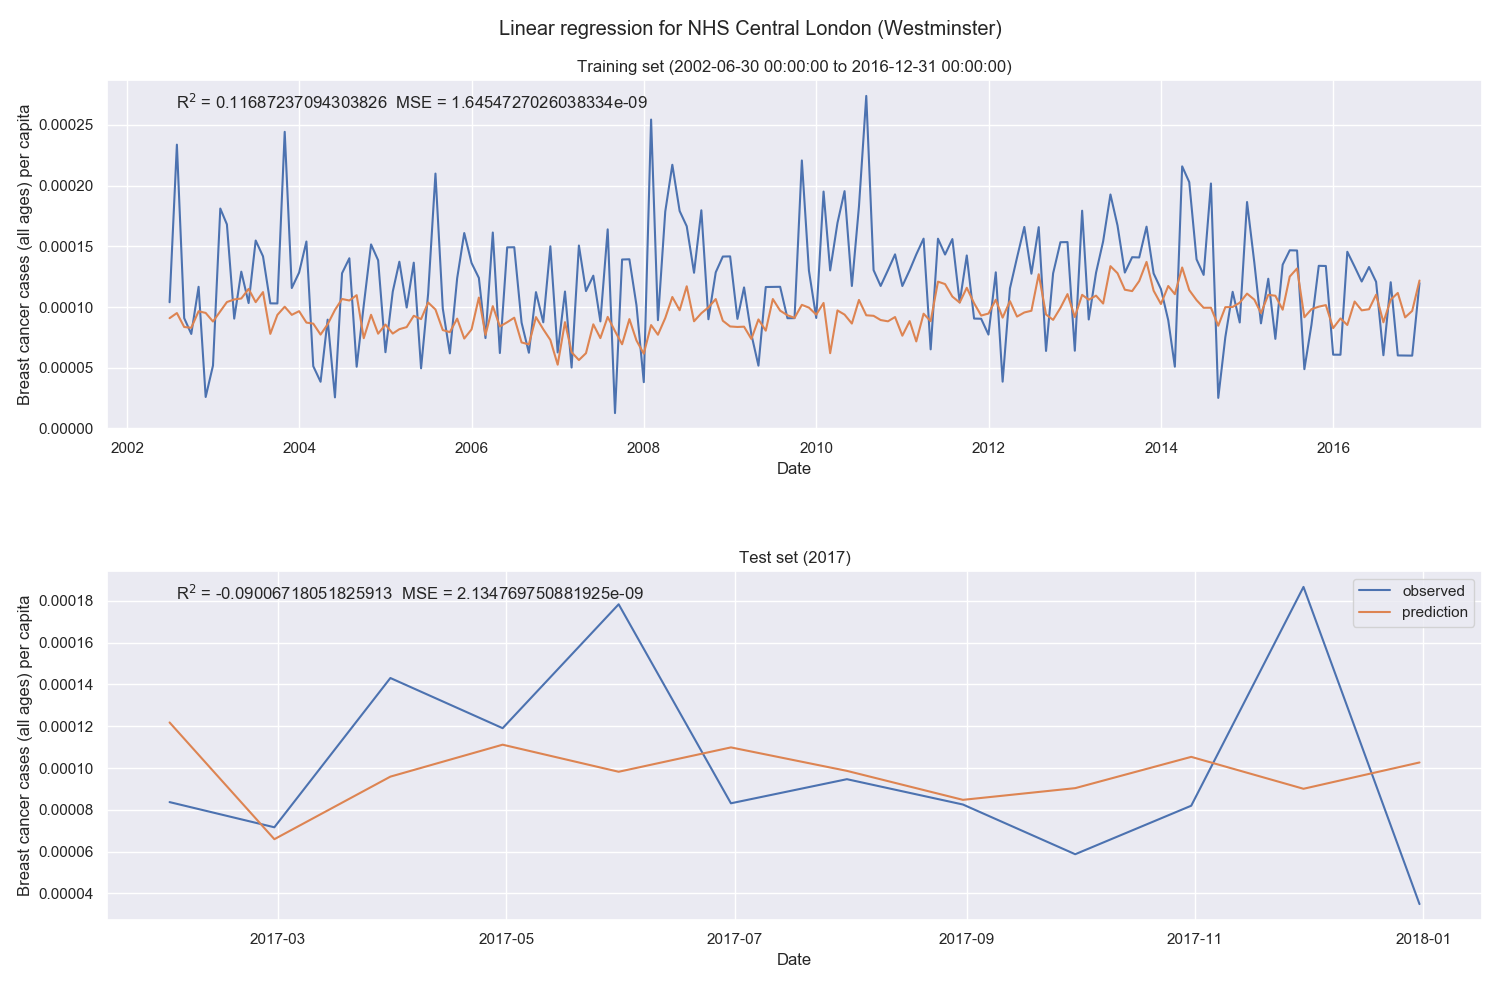 Linear regression for NHS Central London (Westminster)
Training set (2002-06-30 00:00:00 to 2016-12-31 00:00:00)
R² = 0.11687237094303826 MSE = 1.6454727026038334e-09
Breast cancer cases (all ages) per capita
0.00025
0.00020
0.00015
0.00010
0.00005
0.00000
2002 2004 2006 2008 2010 2012 2014 2016
Date
Test set (2017)
R² = -0.09006718051825913 MSE = 2.134769750881925e-09
observed
prediction
Breast cancer cases (all ages) per capita
0.00018
0.00016
0.00014
0.00012
0.00010
0.00008
0.00006
0.00004
2017-03 2017-05 2017-07 2017-09 2017-11 2018-01
Date